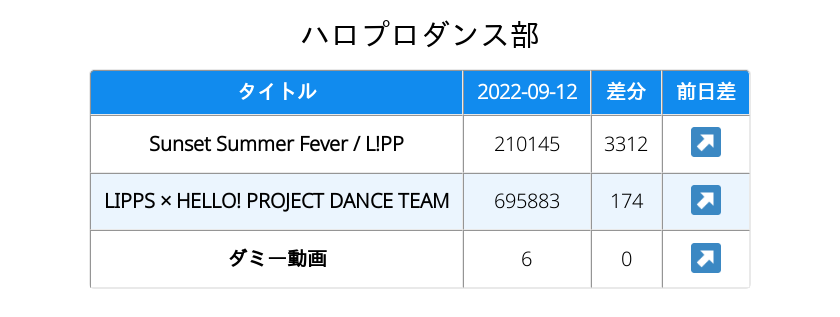 ハロプロダンス部
タイトル 2022-09-12 差分 前日差
Sunset Summer Fever / L!PP 210145 3312 ↗
LIPPS × HELLO! PROJECT DANCE TEAM 695883 174 ↗
ダミー動画 6 0 ↗